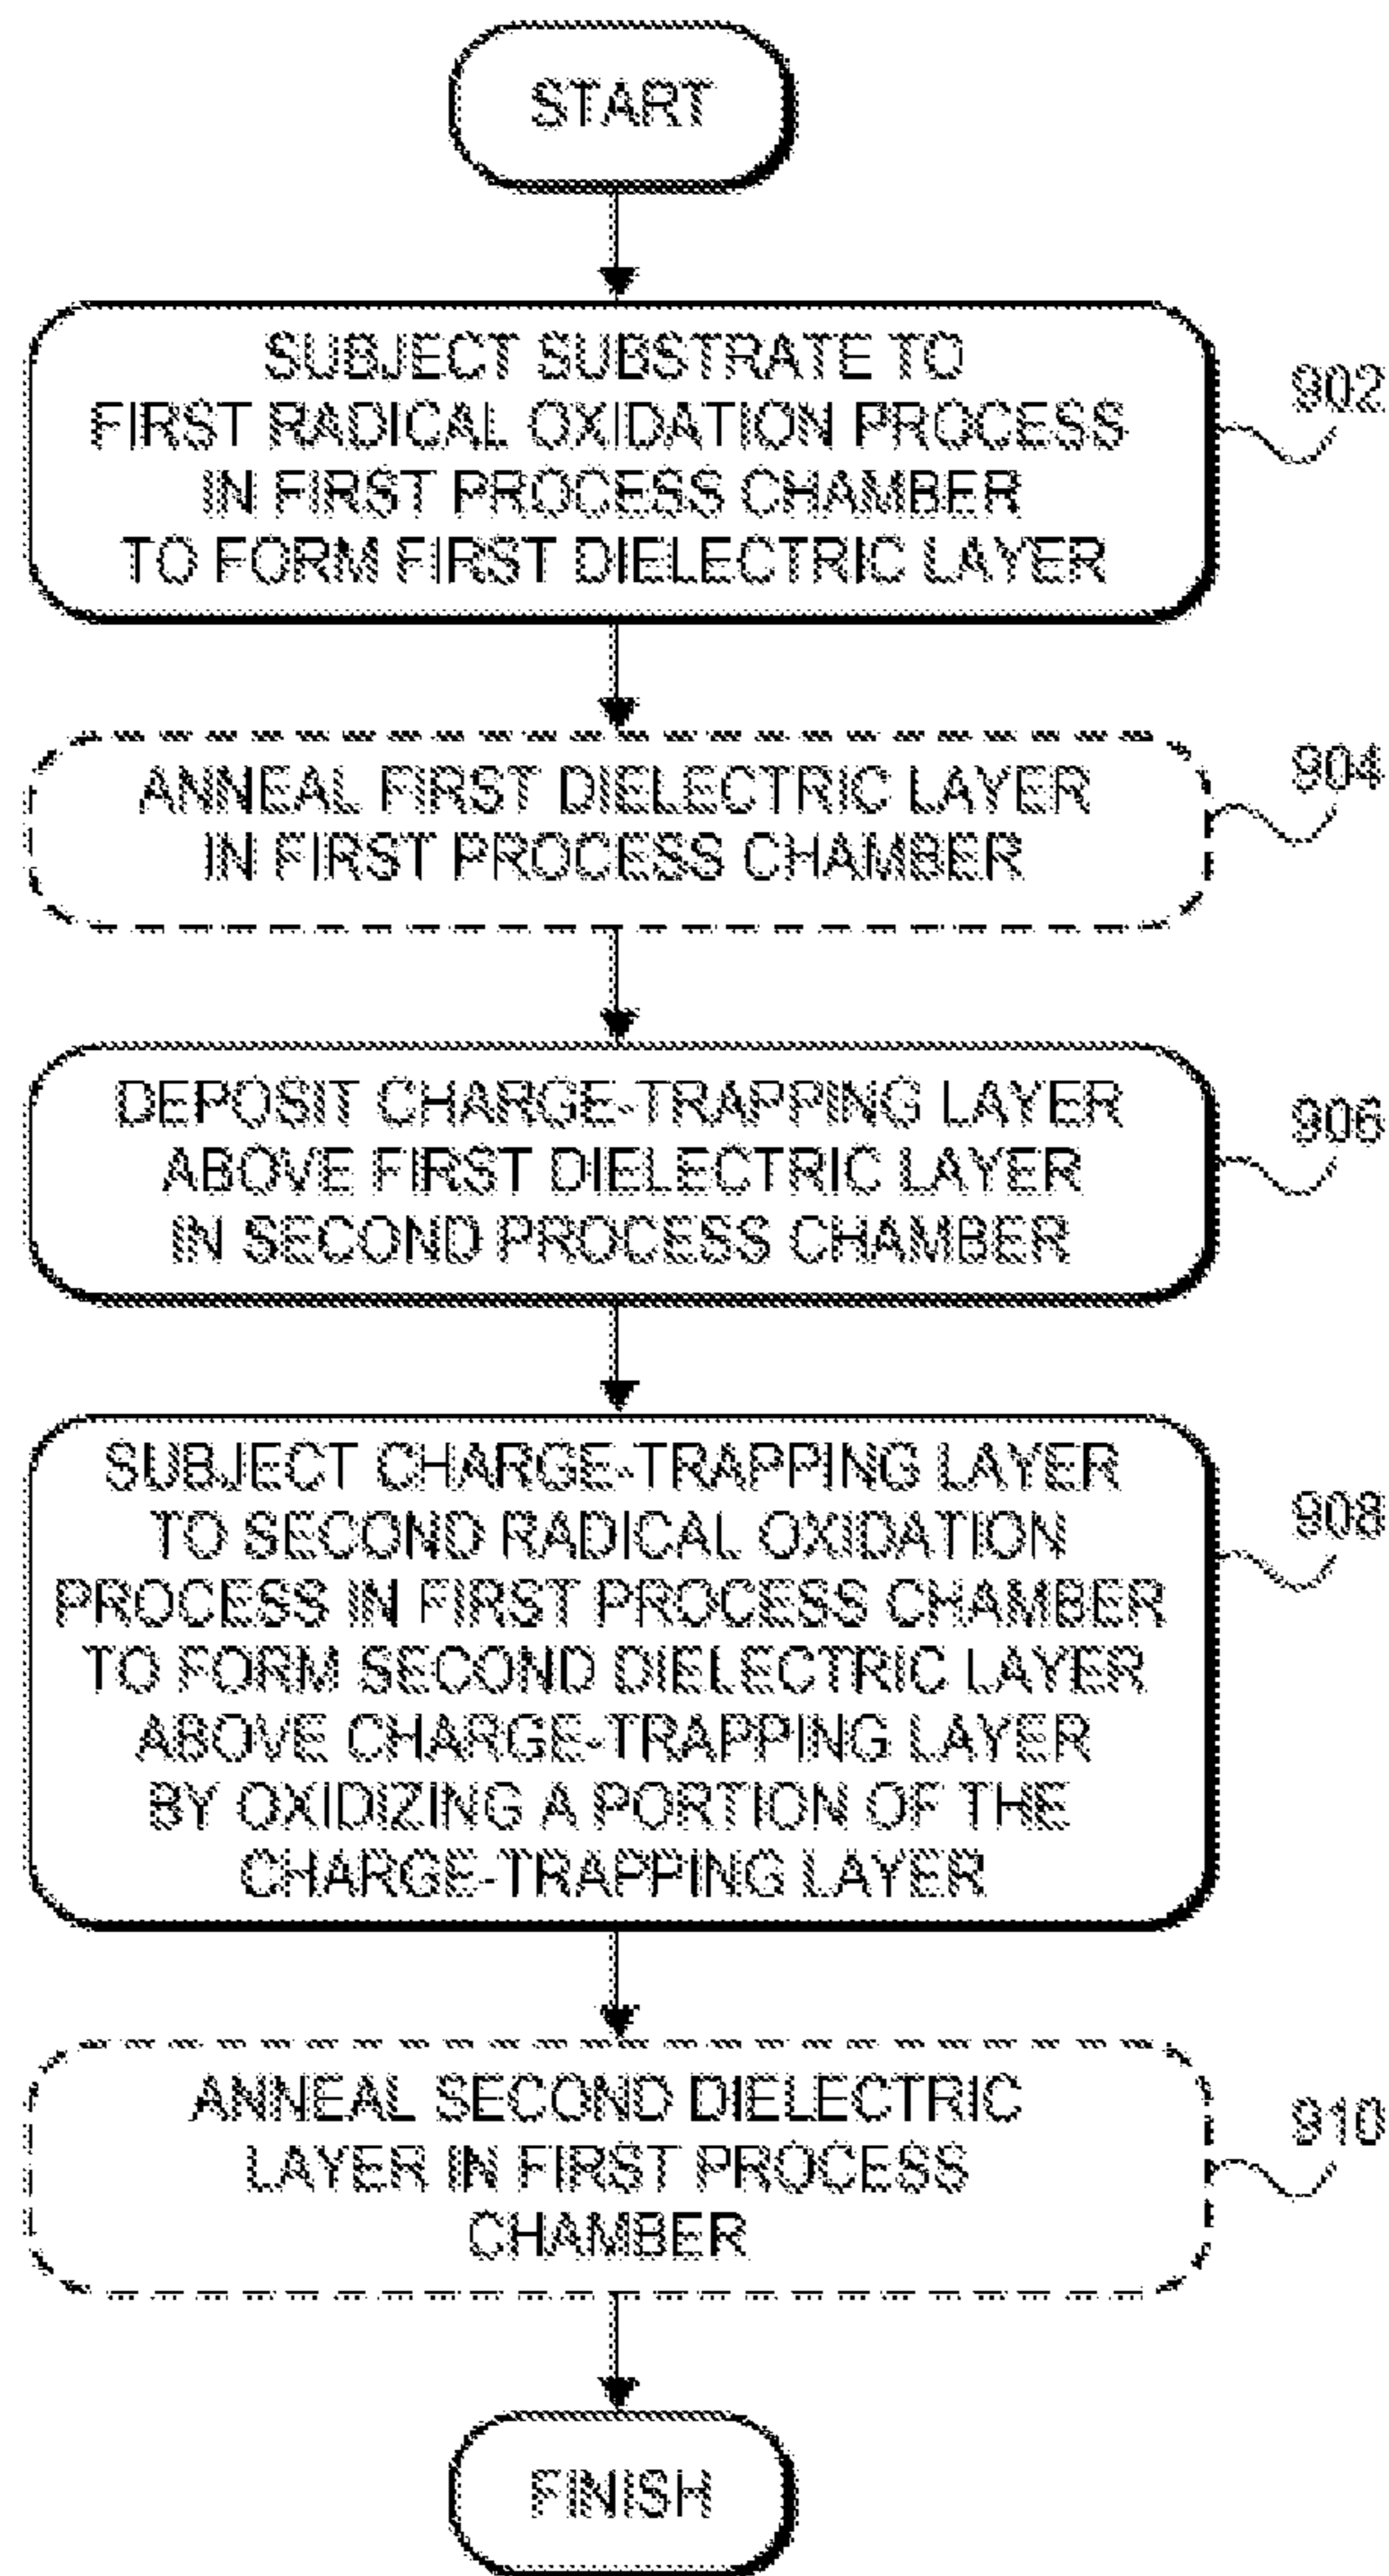 START
SUBJECT SUBSTRATE TO
FIRST RADICAL OXIDATION PROCESS
IN FIRST PROCESS CHAMBER
TO FORM FIRST DIELECTRIC LAYER
902
ANNEAL FIRST DIELECTRIC LAYER
IN FIRST PROCESS CHAMBER
904
DEPOSIT CHARGE-TRAPPING LAYER
ABOVE FIRST DIELECTRIC LAYER
IN SECOND PROCESS CHAMBER
906
SUBJECT CHARGE-TRAPPING LAYER
TO SECOND RADICAL OXIDATION
PROCESS IN FIRST PROCESS CHAMBER
TO FORM SECOND DIELECTRIC LAYER
ABOVE CHARGE-TRAPPING LAYER
BY OXIDIZING A PORTION OF THE
CHARGE-TRAPPING LAYER
908
ANNEAL SECOND DIELECTRIC
LAYER IN FIRST PROCESS
CHAMBER
910
FINISH